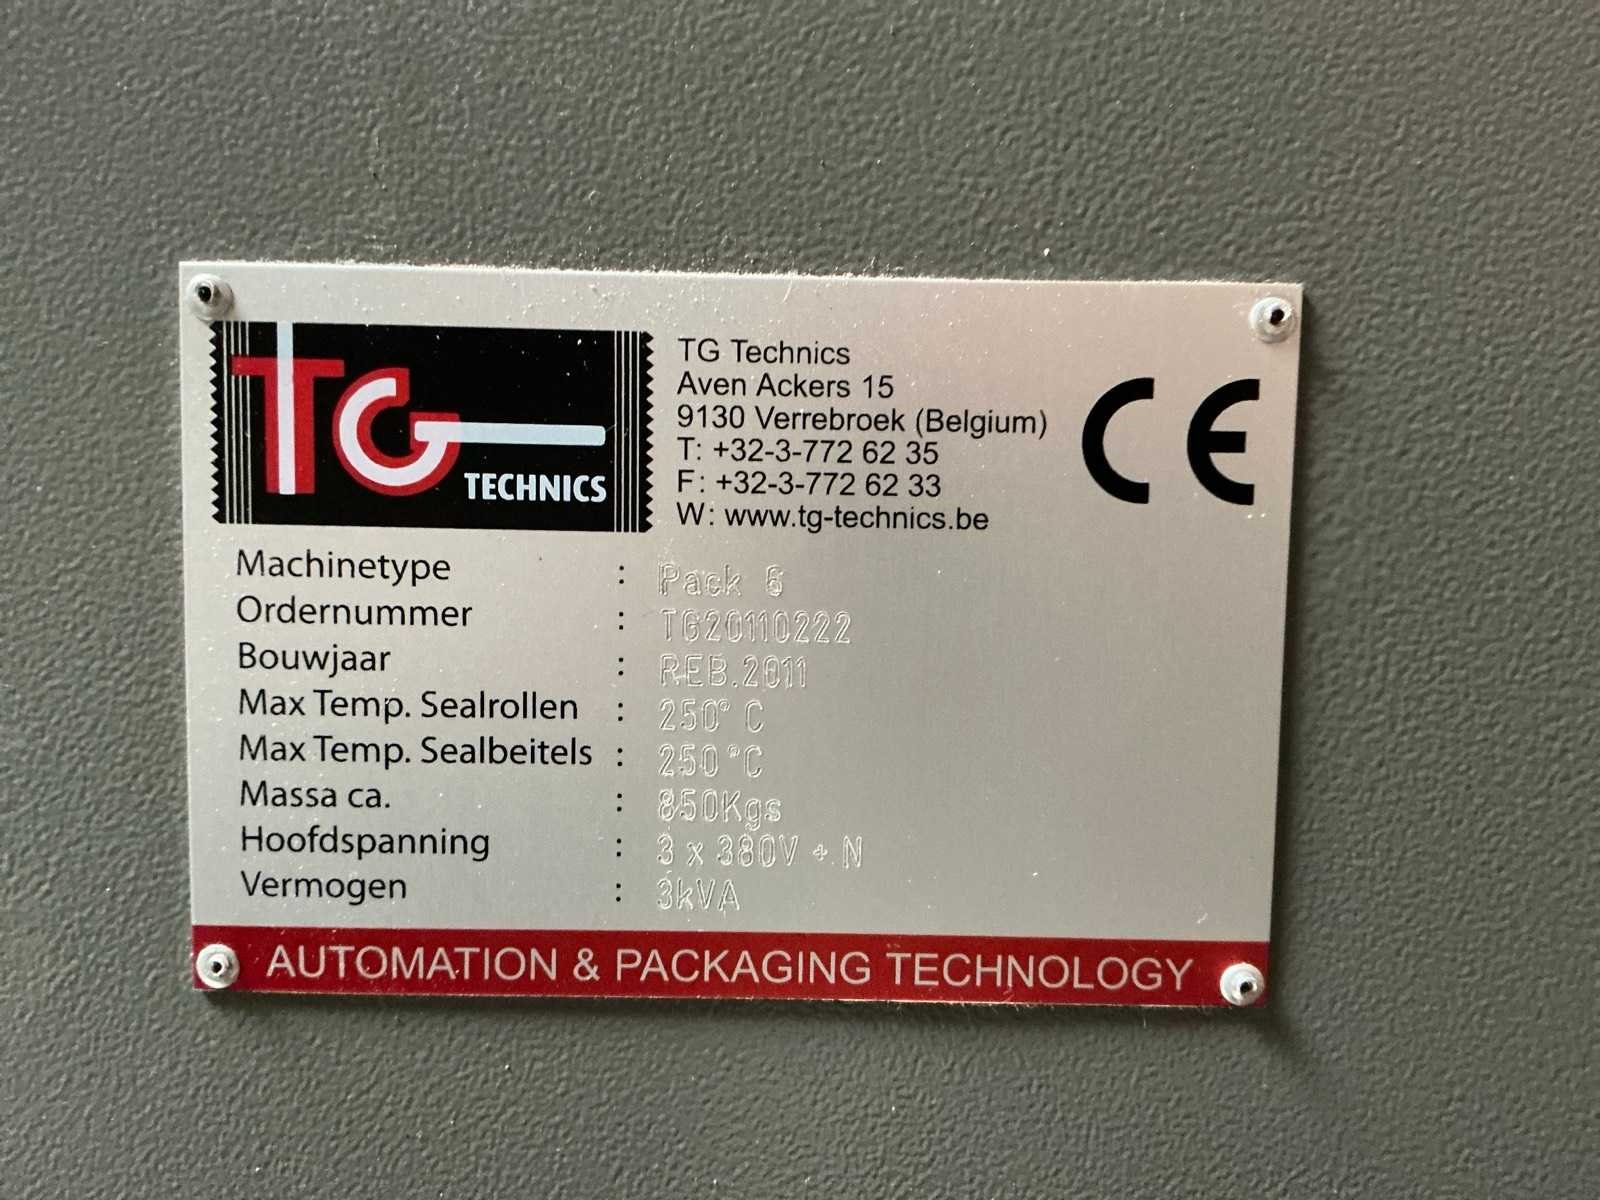 TG TECHNICS
TG Technics
Aven Ackers 15
9130 Verrebroek (Belgium)
T: +32-3-772 62 35
F: +32-3-772 62 33
W: www.tg-technics.be
CE
Machinetype : Pack 6
Ordernummer : TG20110222
Bouwjaar : REB.2011
Max Temp. Sealrollen : 250°C
Max Temp. Sealbeitels : 250°C
Massa ca. : 850Kgs
Hoofdspanning : 3 x 380V + N
Vermogen : 3kVA
AUTOMATION & PACKAGING TECHNOLOGY